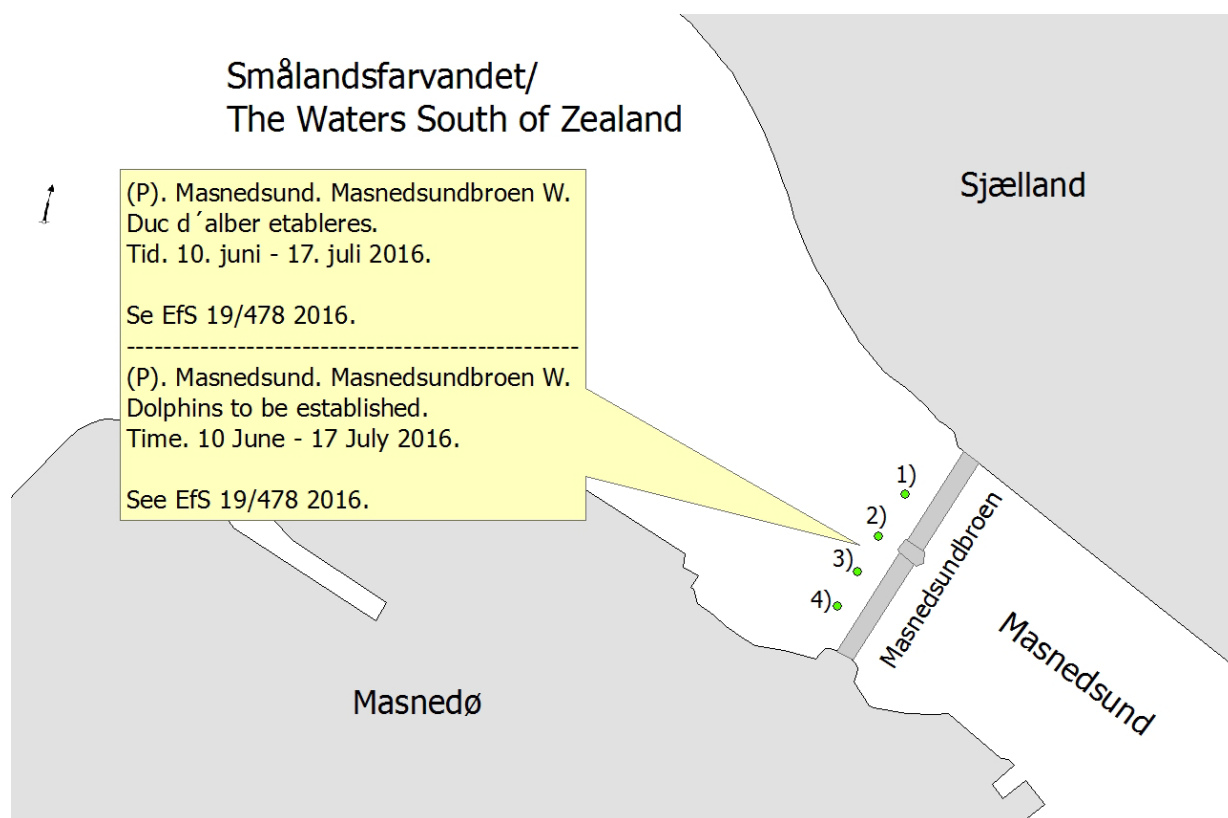 Smålandsfarvandet/
The Waters South of Zealand
Sjælland
(P). Masnedsund. Masnedsundbroen W.
Duc d´alber etableres.
Tid. 10. juni - 17. juli 2016.
Se EfS 19/478 2016.
-------------------------------------------------
(P). Masnedsund. Masnedsundbroen W.
Dolphins to be established.
Time. 10 June - 17 July 2016.
See EfS 19/478 2016.
1)
2)
3)
4)
Masnedsundbroen
Masnedsund
Masnedø